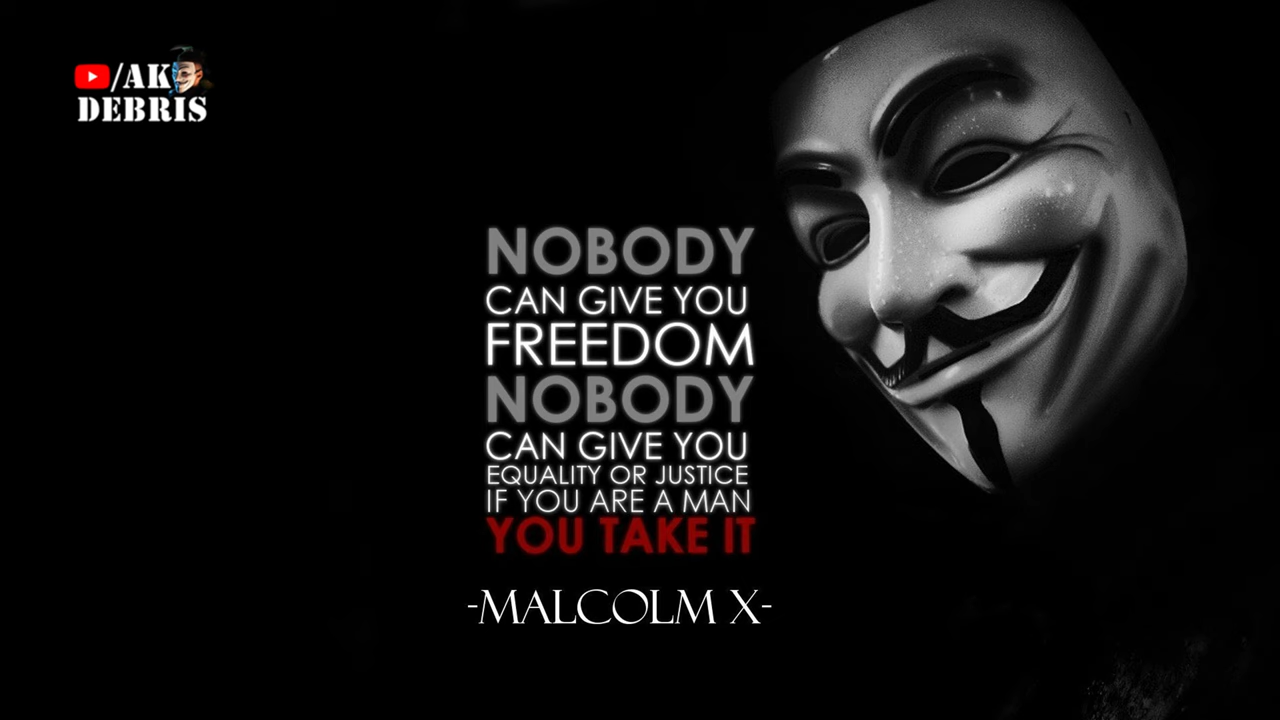 /AK
DEBRIS
NOBODY
CAN GIVE YOU
FREEDOM
NOBODY
CAN GIVE YOU
EQUALITY OR JUSTICE
IF YOU ARE A MAN
YOU TAKE IT
-MALCOLM X-